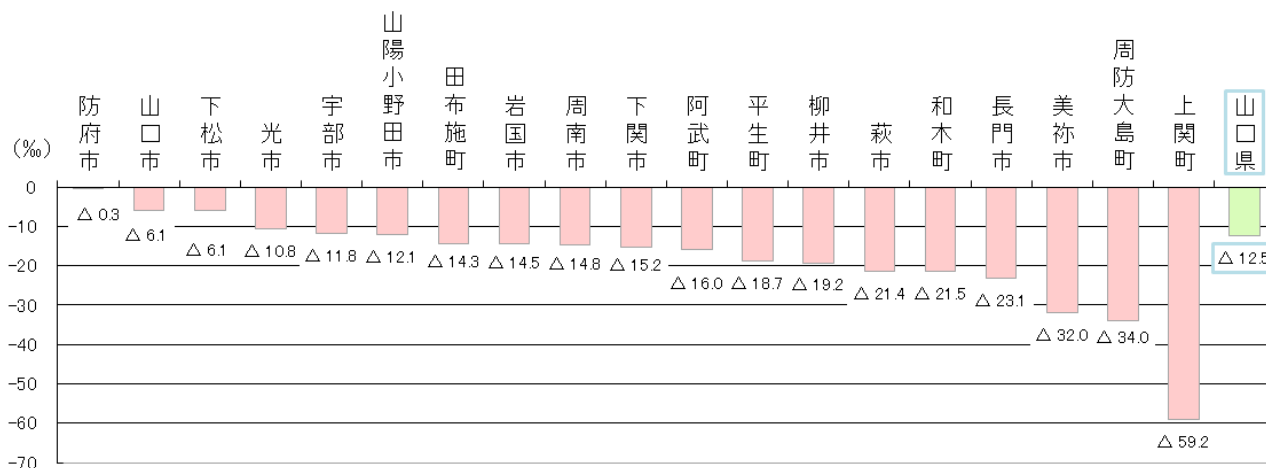 防府市
山口市
下松市
光市
宇部市
山陽小野田市
田布施町
岩国市
周南市
下関市
阿武町
平生町
柳井市
萩市
和木町
長門市
美祢市
周防大島町
上関町
山口県
(‰)
0
-10
-20
-30
-40
-50
-60
-70
△ 0.3
△ 6.1
△ 6.1
△ 10.8
△ 11.8
△ 12.1
△ 14.3
△ 14.5
△ 14.8
△ 15.2
△ 16.0
△ 18.7
△ 19.2
△ 21.4
△ 21.5
△ 23.1
△ 32.0
△ 34.0
△ 59.2
△ 12.5